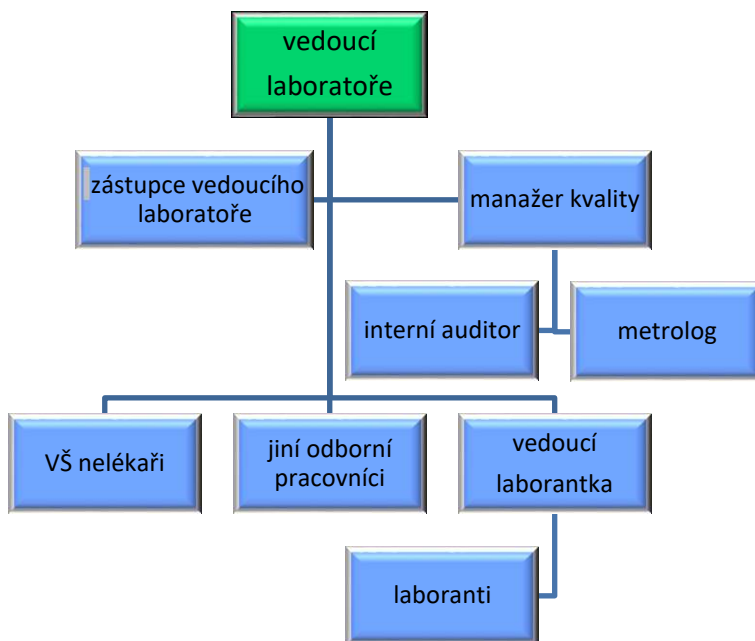 vedoucí
laboratoře
zástupce vedoucího
laboratoře
manažer kvality
interní auditor
metrolog
VŠ nelékaři
jiní odborní
pracovníci
vedoucí
laborantka
laboranti